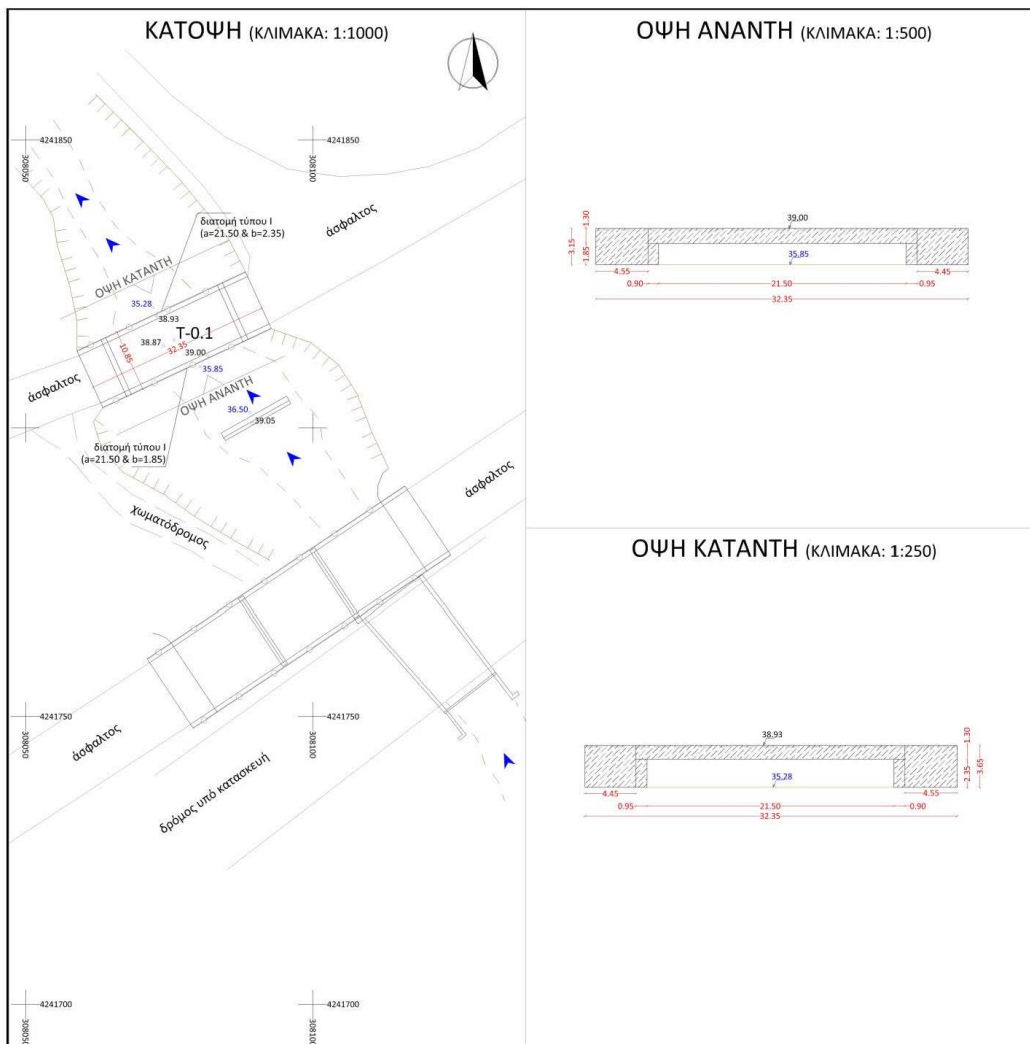 ΚΑΤΟΨΗ (ΚΛΙΜΑΚΑ: 1:1000)
4241850
4241850
308050
308100
άσφαλτος
διατομή τύπου Ι
(a=21.50 & b=2.35)
ΟΨΗ ΚΑΤΑΝΤΗ
35.28
38.93
T-0.1
38.87
32.35
10.85
39.00
άσφαλτος
35.85
ΟΨΗ ΑΝΑΝΤΗ
36.50
39.05
διατομή τύπου Ι
(a=21.50 & b=1.85)
άσφαλτος
χωματόδρομος
4241750
4241750
308050
308100
άσφαλτος
δρόμος υπό κατασκευή
4241700
4241700
308050
308100
ΟΨΗ ΑΝΑΝΤΗ (ΚΛΙΜΑΚΑ: 1:500)
39,00
1.30
3.15
1.85
35,85
4.55
4.45
0.90
21.50
0.95
32.35
ΟΨΗ ΚΑΤΑΝΤΗ (ΚΛΙΜΑΚΑ: 1:250)
38,93
1.30
35,28
2.35
3.65
4.45
4.55
0.95
21.50
0.90
32.35